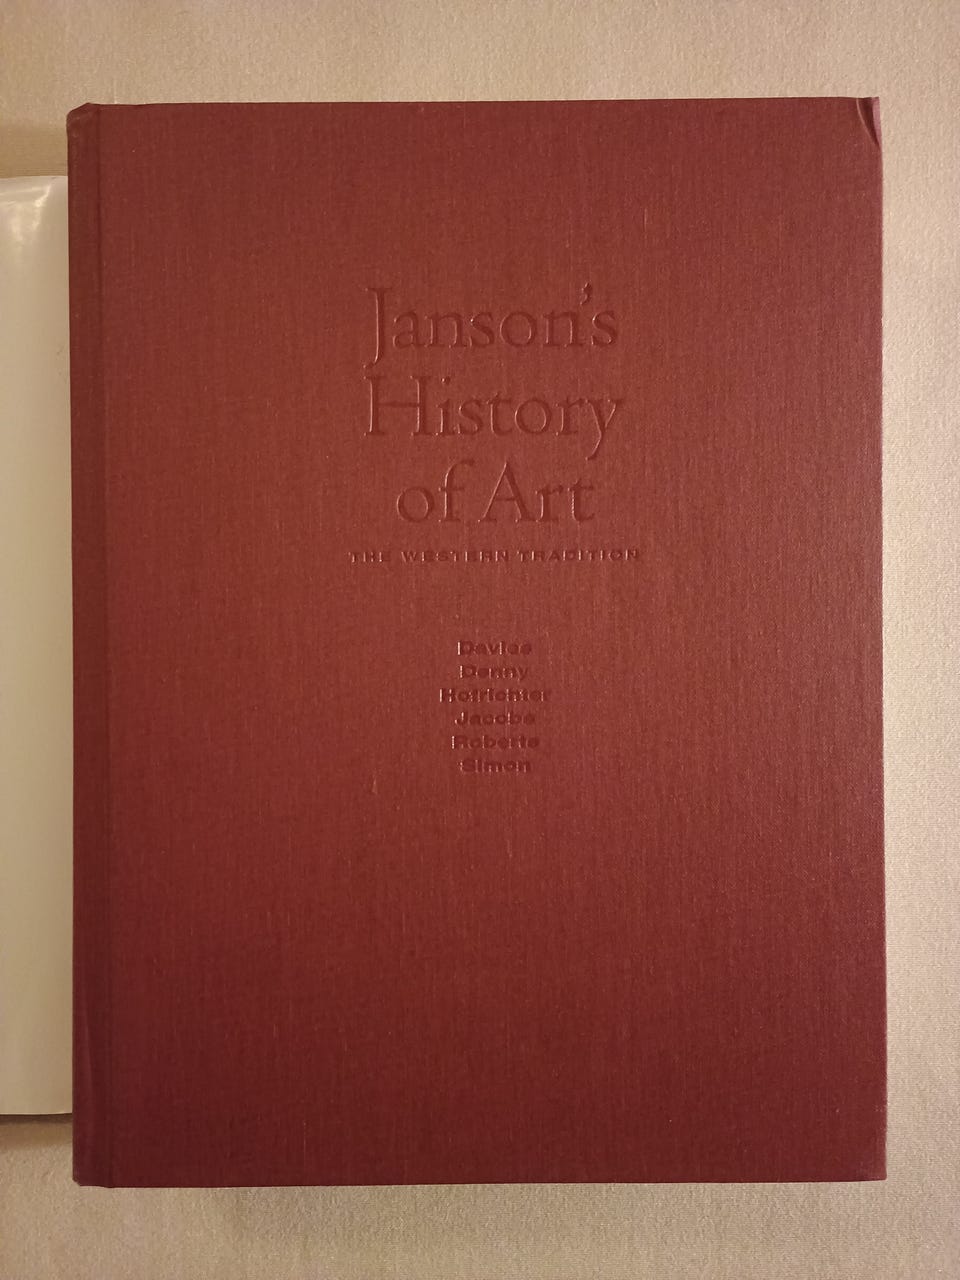 Janson's
History
of Art
THE WESTERN TRADITION
Davies
Denny
Hofrichter
Jacobs
Roberts
Simon